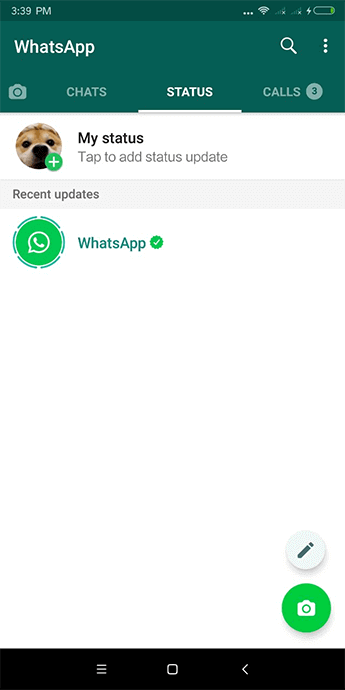 3:39 PM
WhatsApp
CHATS
STATUS
CALLS 3
My status
Tap to add status update
Recent updates
WhatsApp